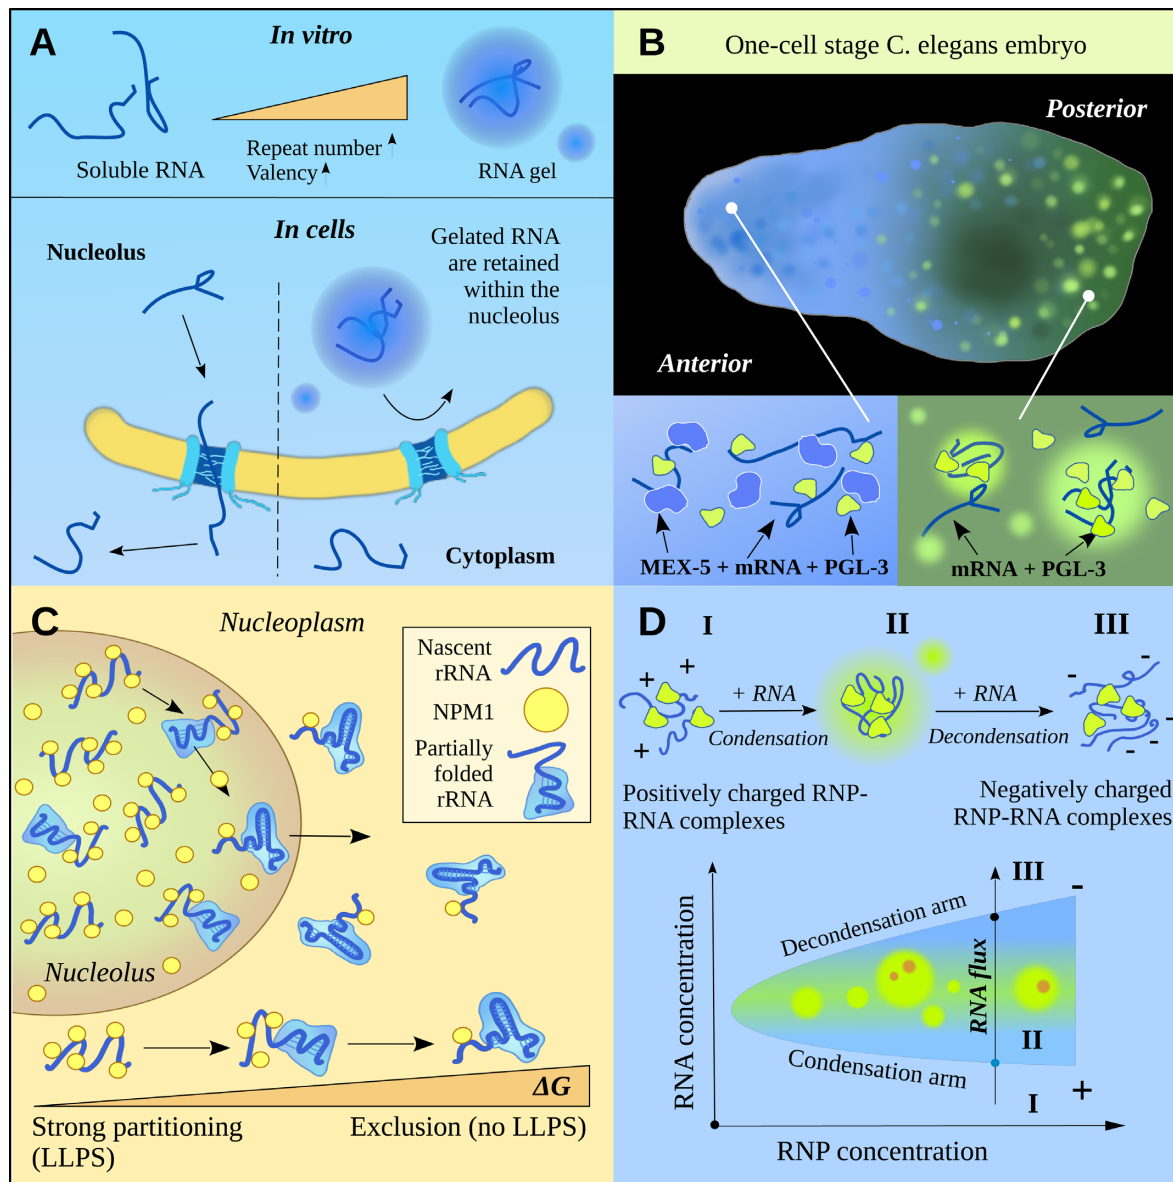 A
In vitro
Soluble RNA
Repeat number
Valency
RNA gel
In cells
Nucleolus
Gelated RNA
are retained
within the
nucleolus
Cytoplasm
B
One-cell stage C. elegans embryo
Posterior
Anterior
MEX-5 + mRNA + PGL-3
mRNA + PGL-3
C
Nucleoplasm
Nascent
rRNA
NPM1
Partially
folded
rRNA
Nucleolus
ΔG
Strong partitioning
(LLPS)
Exclusion (no LLPS)
D
I
II
III
+ + +
+ RNA
Condensation
+ RNA
Decondensation
- - - - -
Positively charged RNP-
RNA complexes
Negatively charged
RNP-RNA complexes
RNA concentration
Decondensation arm
III
-
RNA flux
II
Condensation arm
I
+
RNP concentration